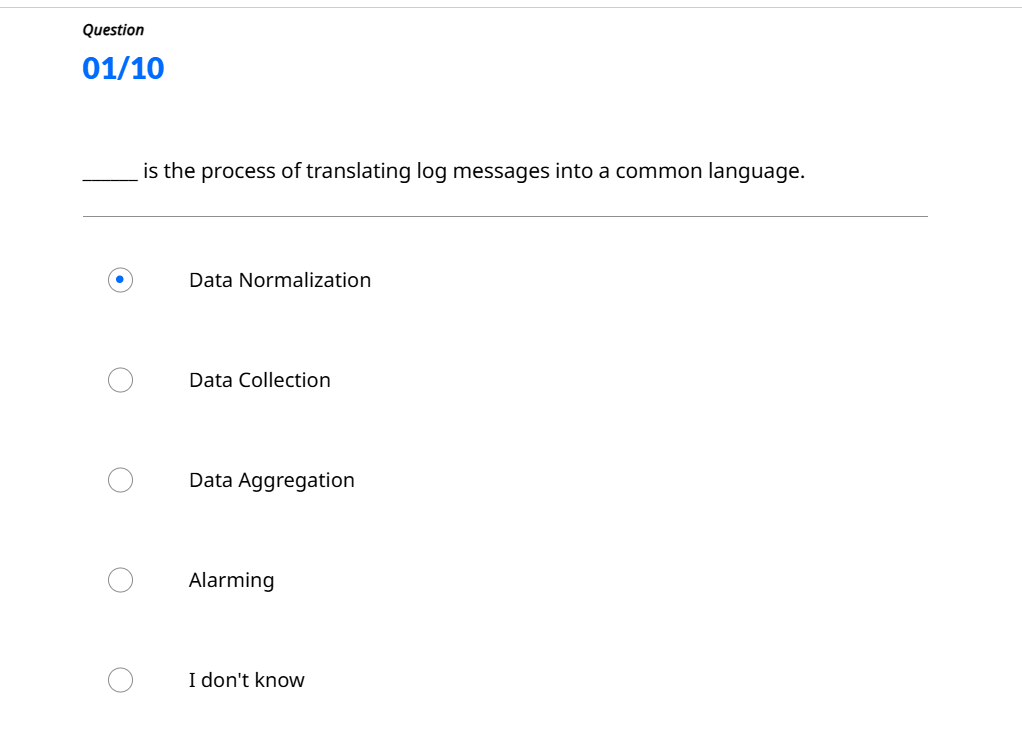 Question
01/10
______ is the process of translating log messages into a common language.
Data Normalization
Data Collection
Data Aggregation
Alarming
I don't know